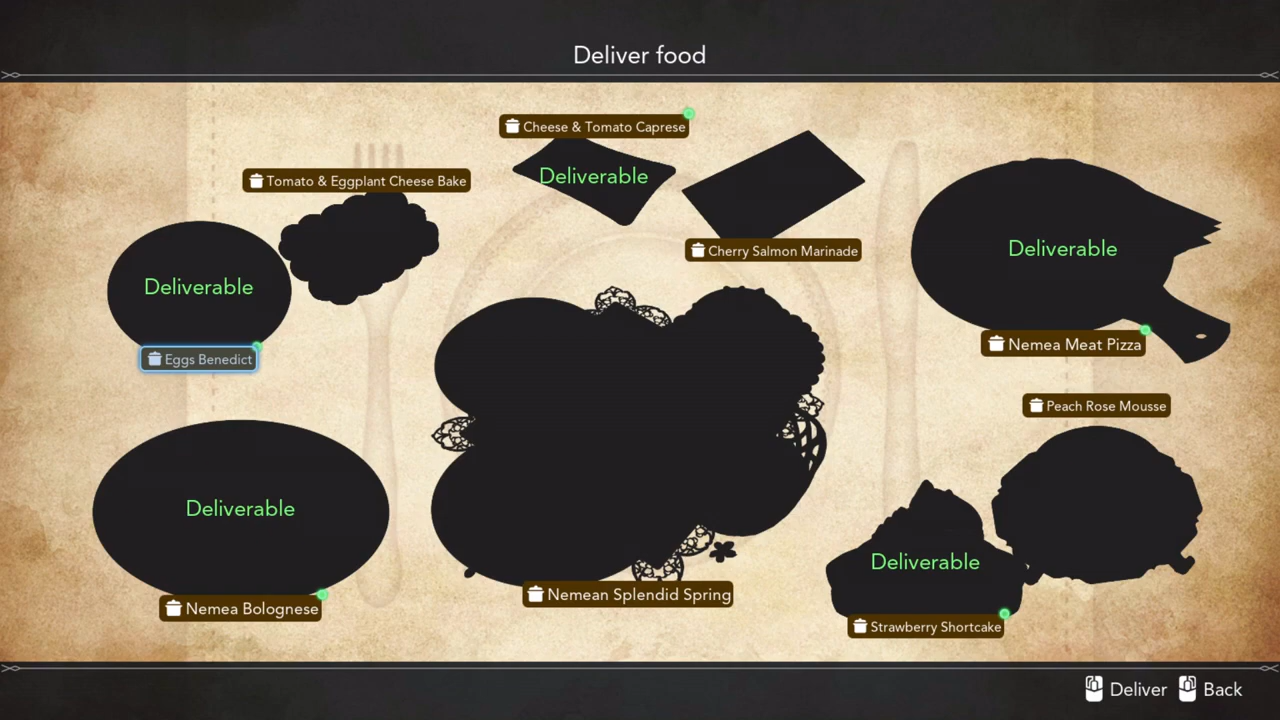 Deliver food
Cheese & Tomato Caprese
Deliverable
Tomato & Eggplant Cheese Bake
Cherry Salmon Marinade
Deliverable
Deliverable
Eggs Benedict
Nemea Meat Pizza
Peach Rose Mousse
Deliverable
Nemea Bolognese
Nemean Splendid Spring
Deliverable
Strawberry Shortcake
Deliver Back